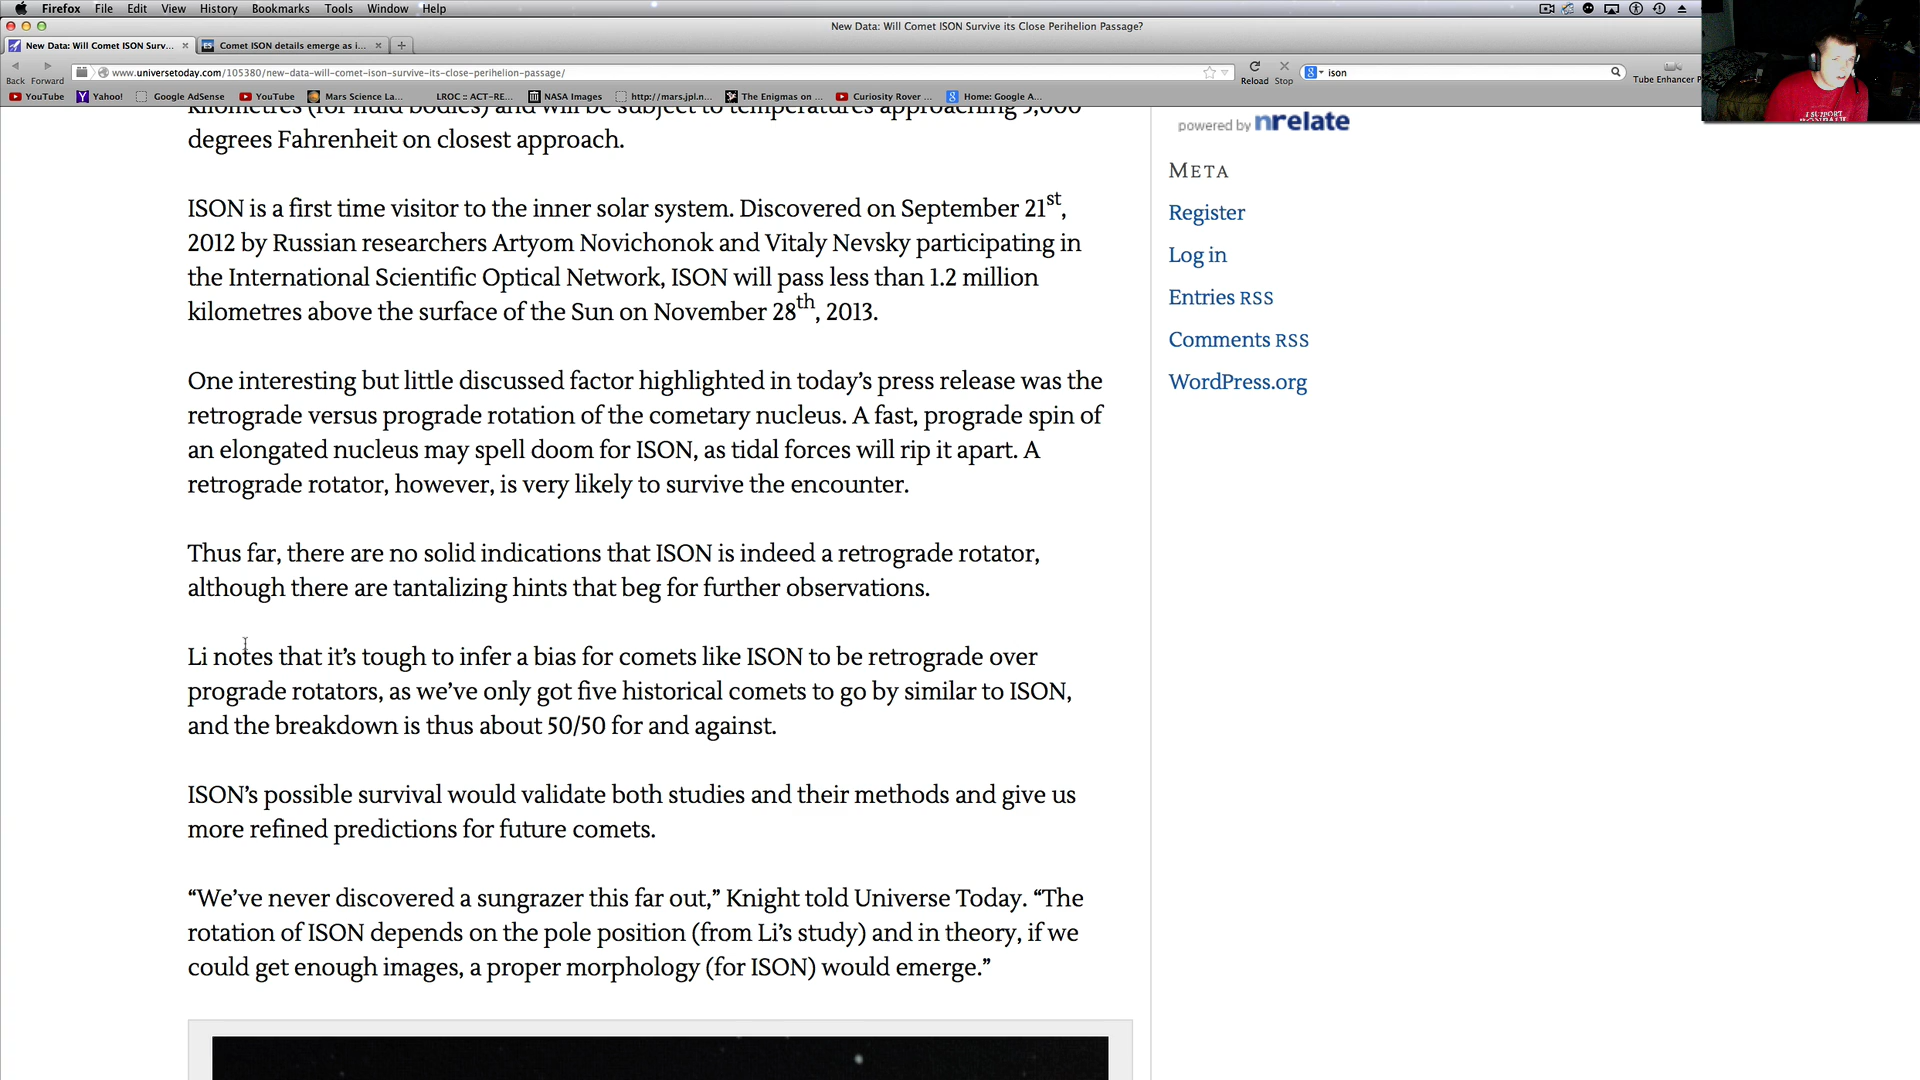 Firefox File Edit View History Bookmarks Tools Window Help
New Data: Will Comet ISON Survive its Close Perihelion Passage?
New Data: Will Comet ISON Surv... Comet ISON details emerge as i...
Back Forward www.universetoday.com/105380/new-data-will-comet-ison-survive-its-close-perihelion-passage/ Reload Stop ison Tube Enhancer P
YouTube Yahoo! Google AdSense YouTube Mars Science La... LROC :: ACT-RE... NASA Images http://mars.jpl.n... The Enigmas on ... Curiosity Rover ... Home: Google A...
kilometres (for fluid bodies) and will be subject to temperatures approaching 5,000
degrees Fahrenheit on closest approach.
ISON is a first time visitor to the inner solar system. Discovered on September 21st,
2012 by Russian researchers Artyom Novichonok and Vitaly Nevsky participating in
the International Scientific Optical Network, ISON will pass less than 1.2 million
kilometres above the surface of the Sun on November 28th, 2013.
One interesting but little discussed factor highlighted in today’s press release was the
retrograde versus prograde rotation of the cometary nucleus. A fast, prograde spin of
an elongated nucleus may spell doom for ISON, as tidal forces will rip it apart. A
retrograde rotator, however, is very likely to survive the encounter.
Thus far, there are no solid indications that ISON is indeed a retrograde rotator,
although there are tantalizing hints that beg for further observations.
Li notes that it’s tough to infer a bias for comets like ISON to be retrograde over
prograde rotators, as we’ve only got five historical comets to go by similar to ISON,
and the breakdown is thus about 50/50 for and against.
ISON’s possible survival would validate both studies and their methods and give us
more refined predictions for future comets.
“We’ve never discovered a sungrazer this far out,” Knight told Universe Today. “The
rotation of ISON depends on the pole position (from Li’s study) and in theory, if we
could get enough images, a proper morphology (for ISON) would emerge.”
powered by nrelate
META
Register
Log in
Entries RSS
Comments RSS
WordPress.org
I SUPPORT